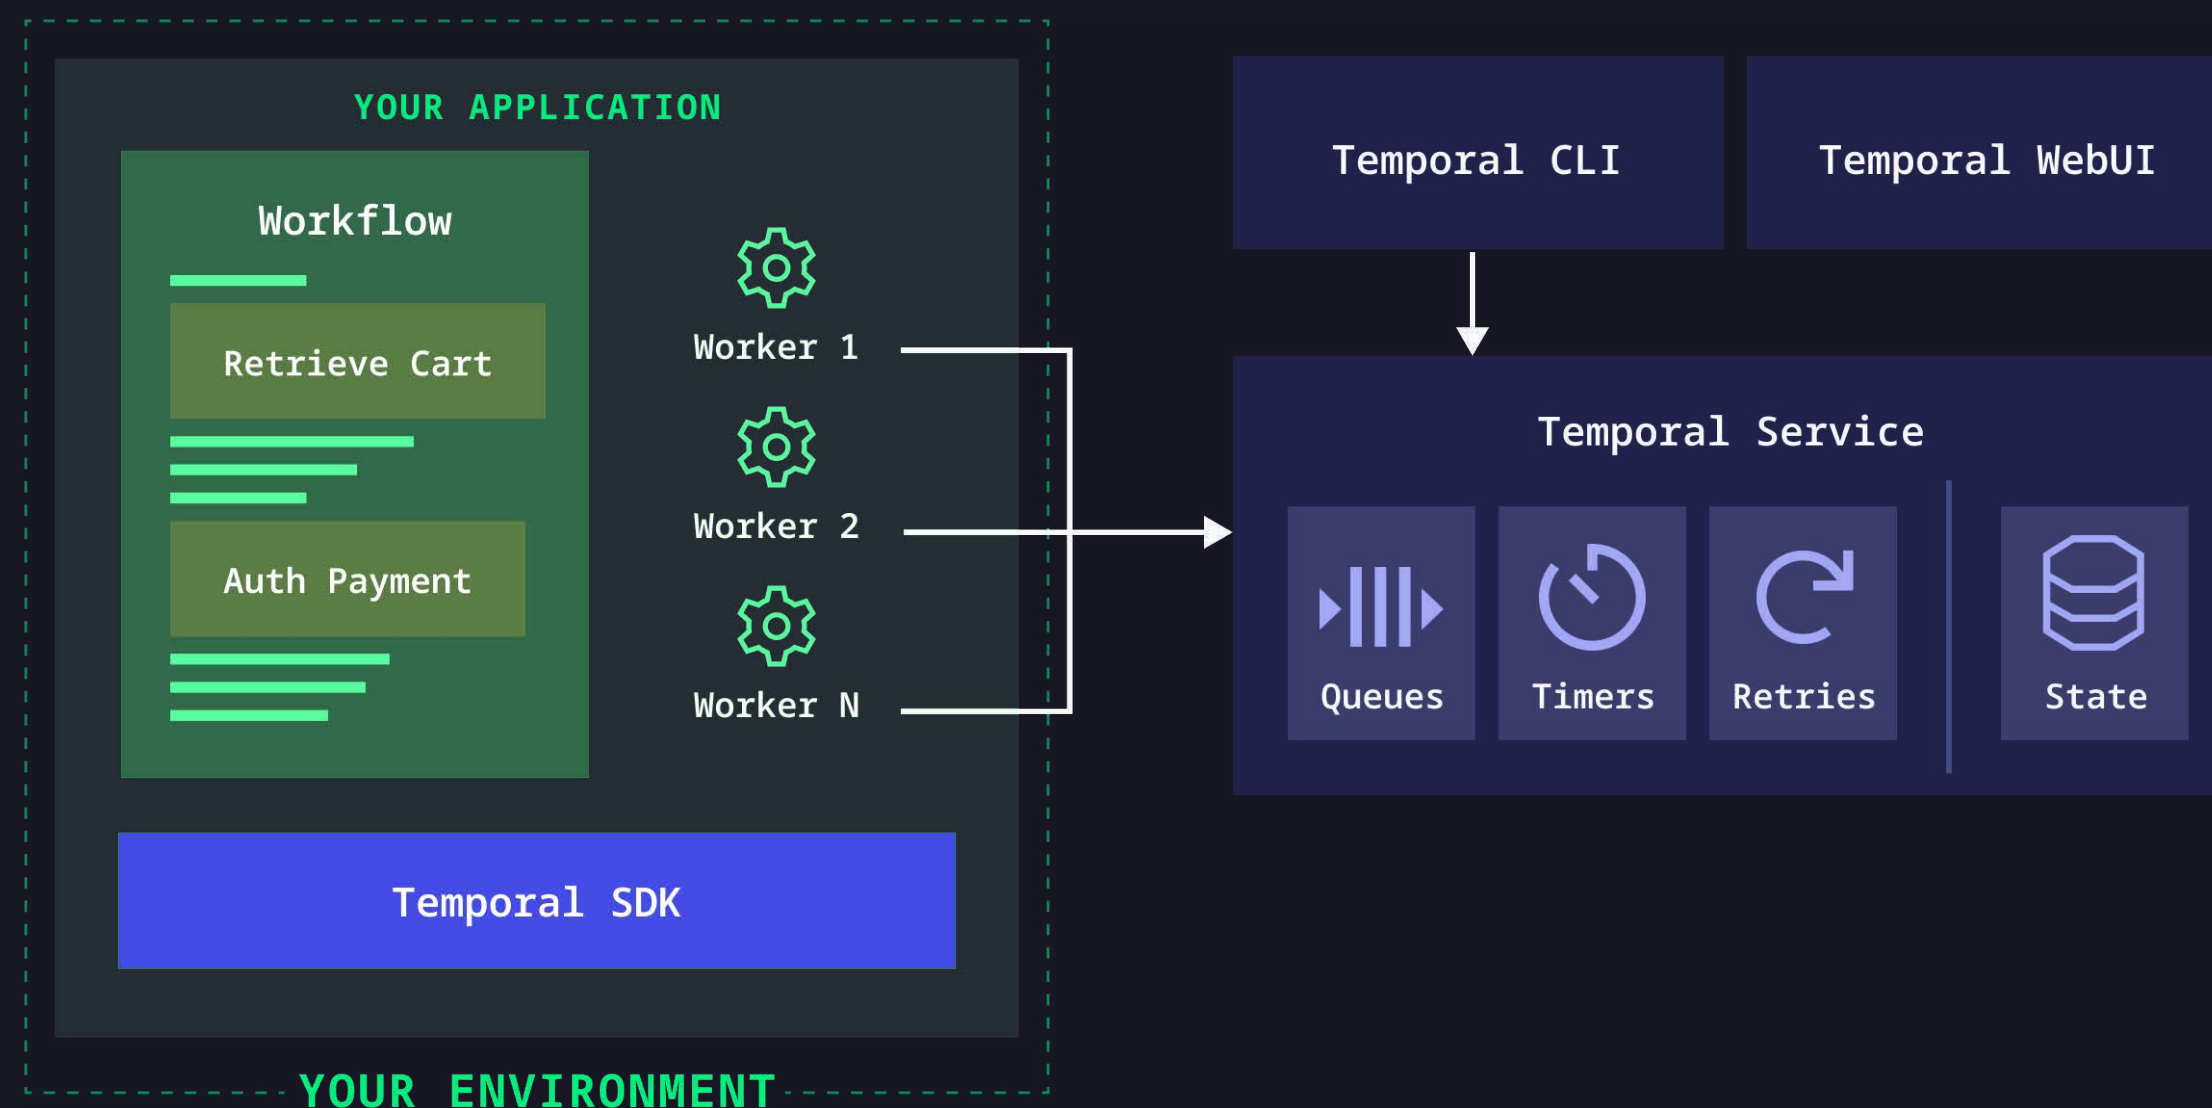 YOUR APPLICATION
Workflow
Retrieve Cart
Auth Payment
Worker 1
Worker 2
Worker N
Temporal SDK
YOUR ENVIRONMENT
Temporal CLI
Temporal WebUI
Temporal Service
Queues
Timers
Retries
State